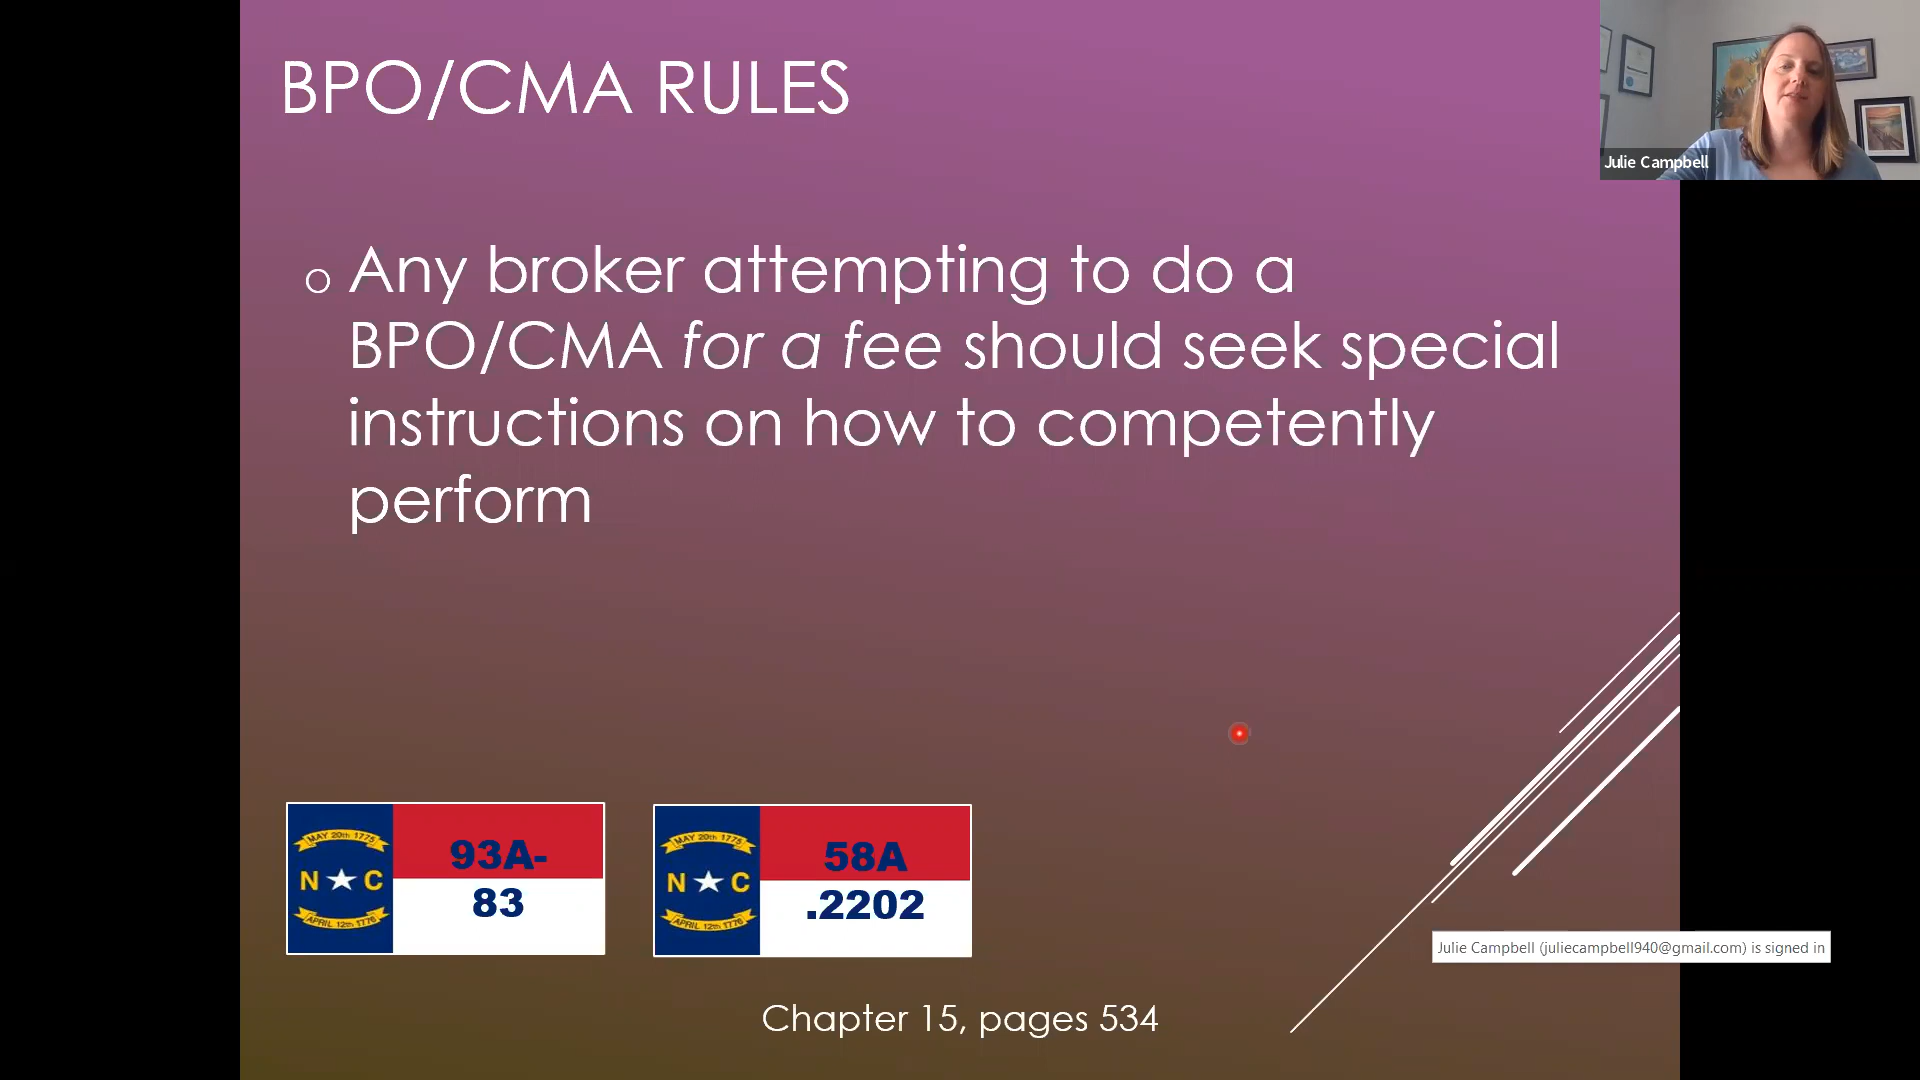 BPO/CMA RULES
Julie Campbell
o Any broker attempting to do a
BPO/CMA for a fee should seek special
instructions on how to competently
perform
MAY 20th 1775
N C
APRIL 12th 1776
93A-
83
MAY 20th 1775
N C
APRIL 12th 1776
58A
.2202
Julie Campbell (juliecampbell940@gmail.com) is signed in
Chapter 15, pages 534